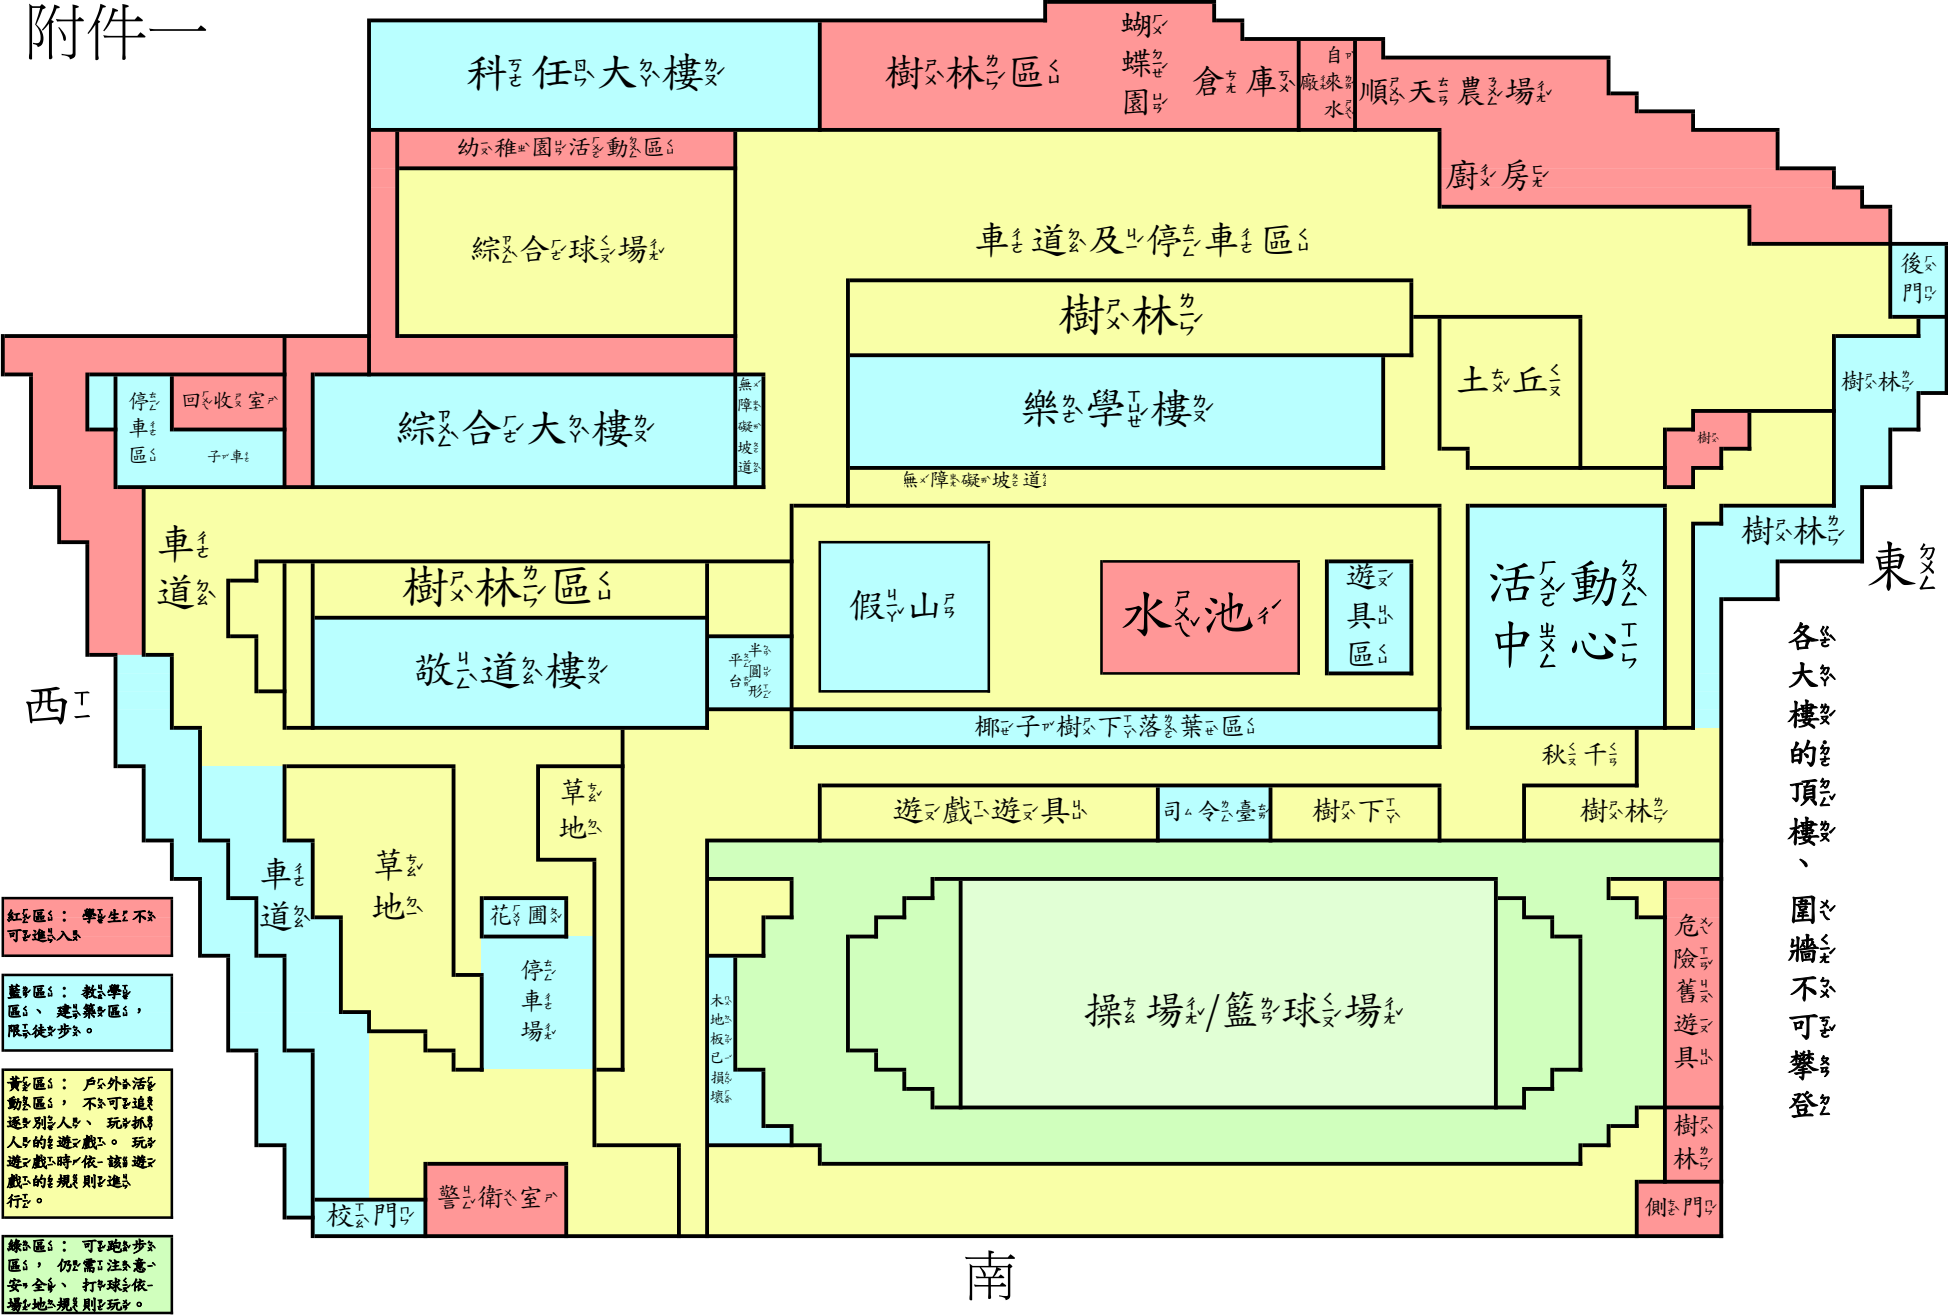 附件一
科任大樓
樹林區
蝴蝶園
倉庫
自來水廠
順天農場
幼稚園活動區
廚房
綜合球場
車道及停車區
後門
樹林
土丘
樹林
停車區
回收室
子車
綜合大樓
無障礙坡道
樂學樓
樹
無障礙坡道
車道
樹林區
假山
水池
遊具區
活動中心
樹林
東
敬道樓
半圓形平台
西
椰子樹下落葉區
秋千
各大樓的頂樓、圍牆不可攀登
草地
遊戲遊具
司令臺
樹下
樹林
車道
草地
花圃
停車場
木地板已損壞
操場/籃球場
危險舊遊具
樹林
側門
校門
警衛室
南
紅區：學生不
可進入
藍區：教學
區、建築區，
限徒步。
黃區：戶外活
動區，不可追
逐別人、玩抓
人的遊戲。玩
遊戲時依該遊
戲的規則進
行。
綠區：可跑步
區，仍需注意
安全、打球依
場地規則玩。